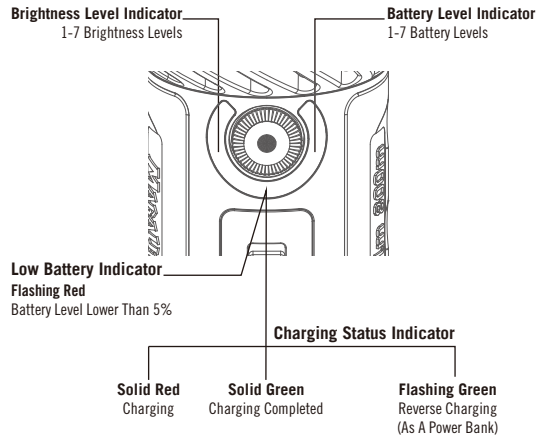 Brightness Level Indicator
1-7 Brightness Levels
Battery Level Indicator
1-7 Battery Levels
Low Battery Indicator
Flashing Red
Battery Level Lower Than 5%
Charging Status Indicator
Solid Red
Charging
Solid Green
Charging Completed
Flashing Green
Reverse Charging
(As A Power Bank)